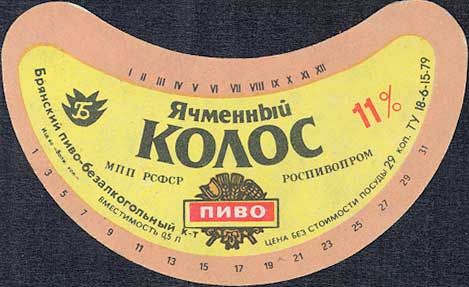 I II III IV V VI VII VIII IX X XI XII
Ячменный
КОЛОС
11%
МПП РСФСР
РОСПИВОПРОМ
ПИВО
Б
Брянский пиво-безалкогольный к-т
ВМЕСТИМОСТЬ 0,5 л
ЦЕНА БЕЗ СТОИМОСТИ ПОСУДЫ 29 коп. ТУ 18-6-15-79
1 3 5 7 9 11 13 15 17 19 21 23 25 27 29 31